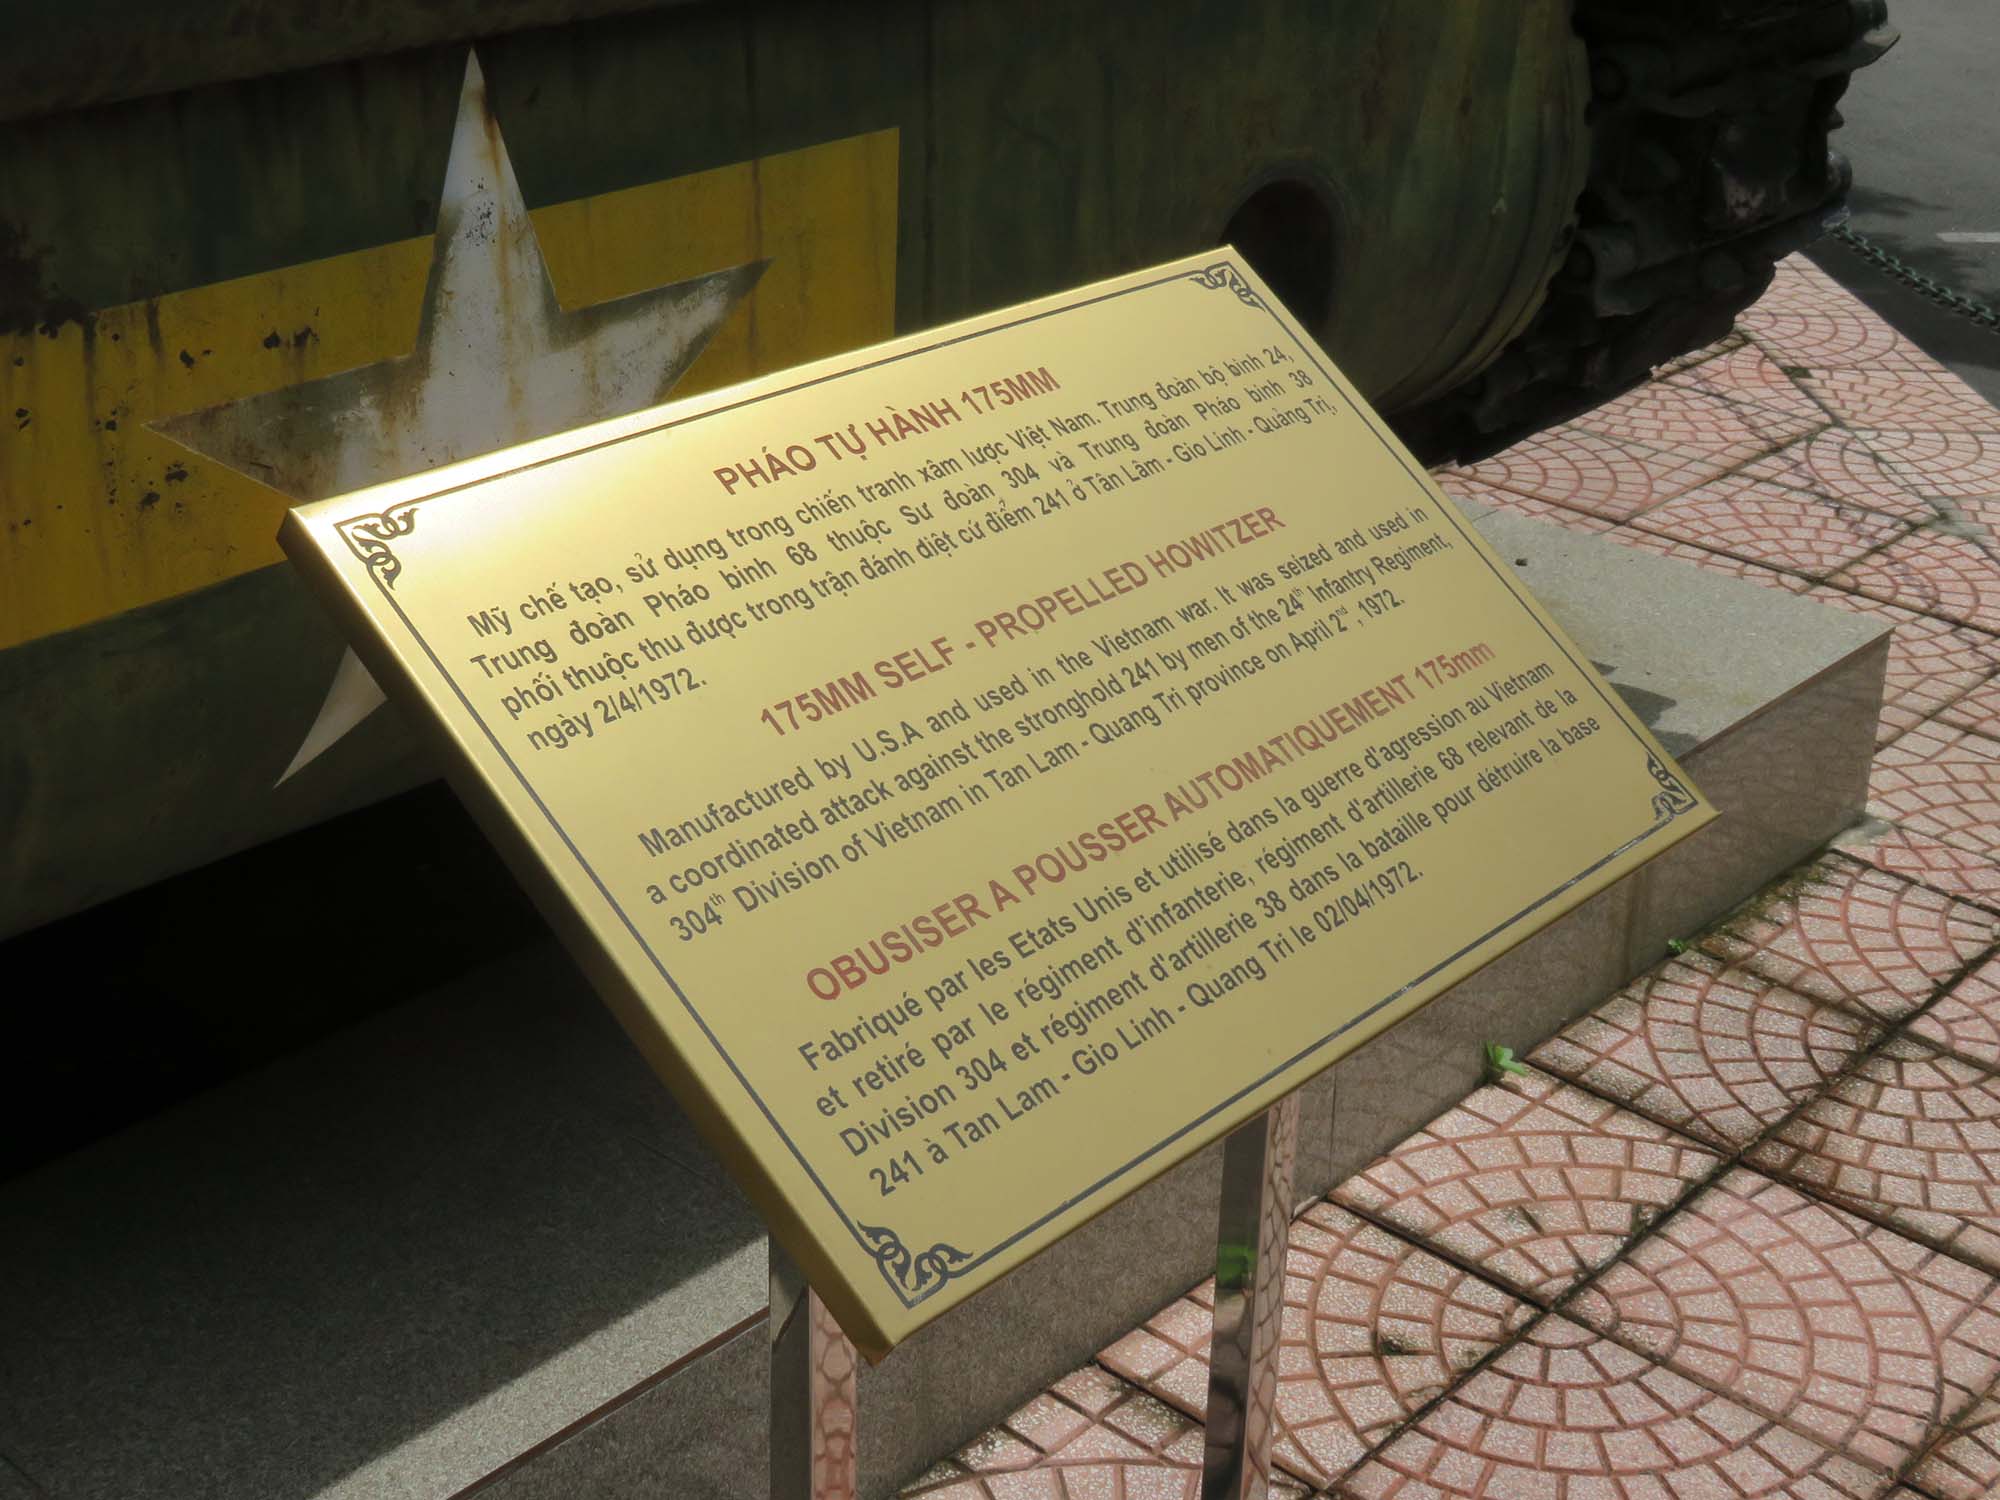 PHÁO TỰ HÀNH 175MM
Mỹ chế tạo, sử dụng trong chiến tranh xâm lược Việt Nam. Trung đoàn bộ binh 24,
Trung đoàn Pháo binh 68 thuộc Sư đoàn 304 và Trung đoàn Pháo binh 38
phối thuộc thu được trong trận đánh diệt cứ điểm 241 ở Tân Lâm - Gio Linh - Quảng Trị,
ngày 2/4/1972.
175MM SELF - PROPELLED HOWITZER
Manufactured by U.S.A and used in the Vietnam war. It was seized and used in
a coordinated attack against the stronghold 241 by men of the 24th Infantry Regiment,
304th Division of Vietnam in Tan Lam - Quang Tri province on April 2nd, 1972.
OBUSISER A POUSSER AUTOMATIQUEMENT 175mm
Fabriqué par les Etats Unis et utilisé dans la guerre d'agression au Vietnam
et retiré par le régiment d'infanterie, régiment d'artillerie 68 relevant de la
Division 304 et régiment d'artillerie 38 dans la bataille pour détruire la base
241 à Tan Lam - Gio Linh - Quang Tri le 02/04/1972.